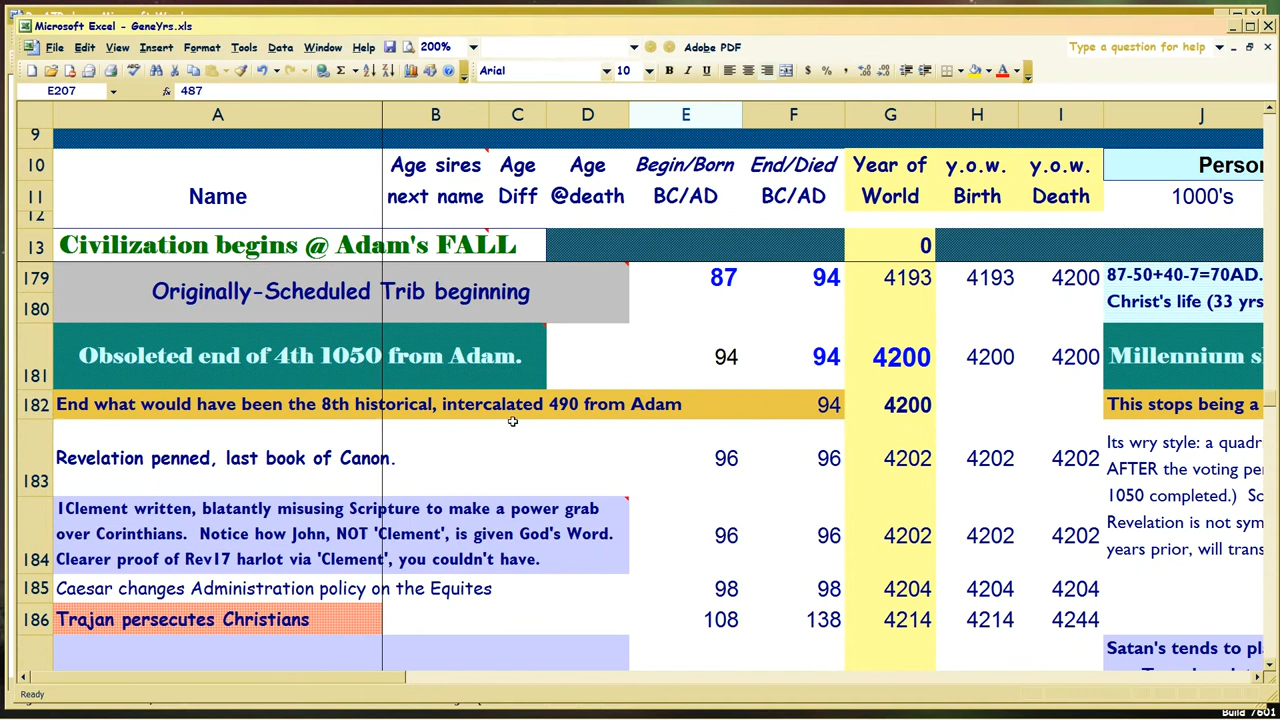 Microsoft Excel - GeneYrs.xls
File Edit View Insert Format Tools Data Window Help 200% Adobe PDF Type a question for help
Arial 10 B I U $ % ,
E207 fx 487
A B C D E F G H I J
9
10 Age sires Age Age Begin/Born End/Died Year of y.o.w. y.o.w. Person
11 Name next name Diff @death BC/AD BC/AD World Birth Death 1000's
12
13 Civilization begins @ Adam's FALL 0
179 87 94 4193 4193 4200 87-50+40-7=70AD.
Originally-Scheduled Trib beginning
180 Christ's life (33 yrs
181 Obsoleted end of 4th 1050 from Adam. 94 94 4200 4200 4200 Millennium s
182 End what would have been the 8th historical, intercalated 490 from Adam 94 4200 This stops being a
Its wry style: a quadr
183 Revelation penned, last book of Canon. 96 96 4202 4202 4202 AFTER the voting pe
1050 completed.) So
1Clement written, blatantly misusing Scripture to make a power grab
Revelation is not sym
184 over Corinthians. Notice how John, NOT 'Clement', is given God's Word. 96 96 4202 4202 4202
years prior, will trans
Clearer proof of Rev17 harlot via 'Clement', you couldn't have.
185 Caesar changes Administration policy on the Equites 98 98 4204 4204 4204
186 Trajan persecutes Christians 108 138 4214 4214 4244
Satan's tends to pl
Ready
Build 7601